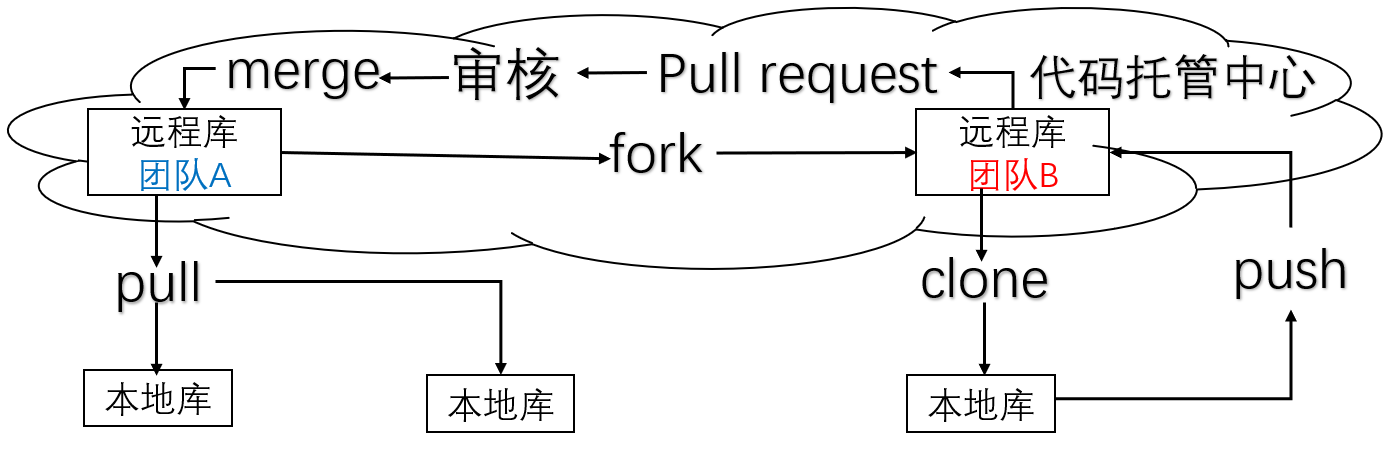 merge 审核 Pull request 代码托管中心
远程库
团队A
fork
远程库
团队B
pull
clone
push
本地库
本地库
本地库